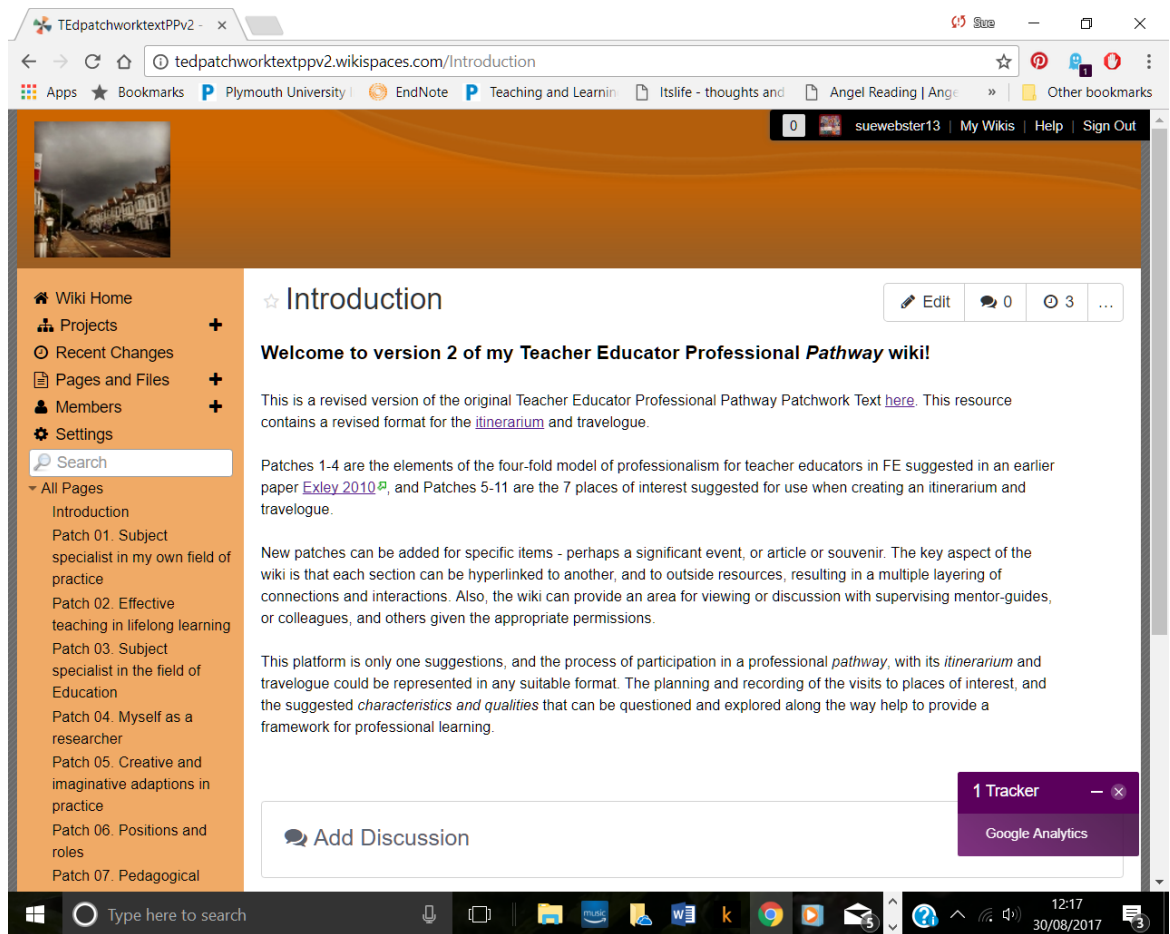 TEdpatchworktextPPv2 -
Sue
tedpatchworktextppv2.wikispaces.com/Introduction
1
Apps Bookmarks Plymouth University EndNote Teaching and Learnin Itslife - thoughts and Angel Reading | Ange » Other bookmarks
0 suewebster13 | My Wikis | Help | Sign Out
Wiki Home
Projects
Recent Changes
Pages and Files
Members
Settings
Search
All Pages
Introduction
Patch 01. Subject
specialist in my own field of
practice
Patch 02. Effective
teaching in lifelong learning
Patch 03. Subject
specialist in the field of
Education
Patch 04. Myself as a
researcher
Patch 05. Creative and
imaginative adaptions in
practice
Patch 06. Positions and
roles
Patch 07. Pedagogical
Introduction
Edit 0 3 ...
Welcome to version 2 of my Teacher Educator Professional Pathway wiki!
This is a revised version of the original Teacher Educator Professional Pathway Patchwork Text here. This resource
contains a revised format for the itinerarium and travelogue.
Patches 1-4 are the elements of the four-fold model of professionalism for teacher educators in FE suggested in an earlier
paper Exley 2010, and Patches 5-11 are the 7 places of interest suggested for use when creating an itinerarium and
travelogue.
New patches can be added for specific items - perhaps a significant event, or article or souvenir. The key aspect of the
wiki is that each section can be hyperlinked to another, and to outside resources, resulting in a multiple layering of
connections and interactions. Also, the wiki can provide an area for viewing or discussion with supervising mentor-guides,
or colleagues, and others given the appropriate permissions.
This platform is only one suggestions, and the process of participation in a professional pathway, with its itinerarium and
travelogue could be represented in any suitable format. The planning and recording of the visits to places of interest, and
the suggested characteristics and qualities that can be questioned and explored along the way help to provide a
framework for professional learning.
Add Discussion
1 Tracker
Google Analytics
Type here to search
music
k
5
12:17
30/08/2017
3